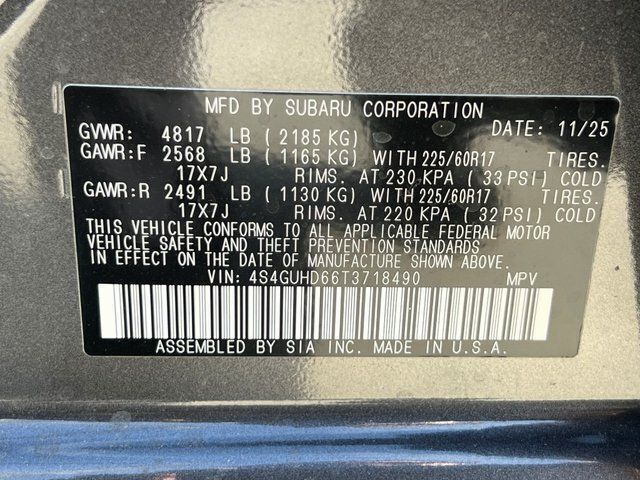 MFD BY SUBARU CORPORATION
GVWR: 4817 LB ( 2185 KG) DATE: 11/25
GAWR:F 2568 LB ( 1165 KG) WITH 225/60R17 TIRES.
17X7J RIMS. AT 230 KPA ( 33 PSI) COLD
GAWR:R 2491 LB ( 1130 KG) WITH 225/60R17 TIRES.
17X7J RIMS. AT 220 KPA ( 32 PSI) COLD
THIS VEHICLE CONFORMS TO ALL APPLICABLE FEDERAL MOTOR
VEHICLE SAFETY AND THEFT PREVENTION STANDARDS
IN EFFECT ON THE DATE OF MANUFACTURE SHOWN ABOVE.
VIN: 4S4GUHD66T3718490 MPV
ASSEMBLED BY SIA INC. MADE IN U.S.A.